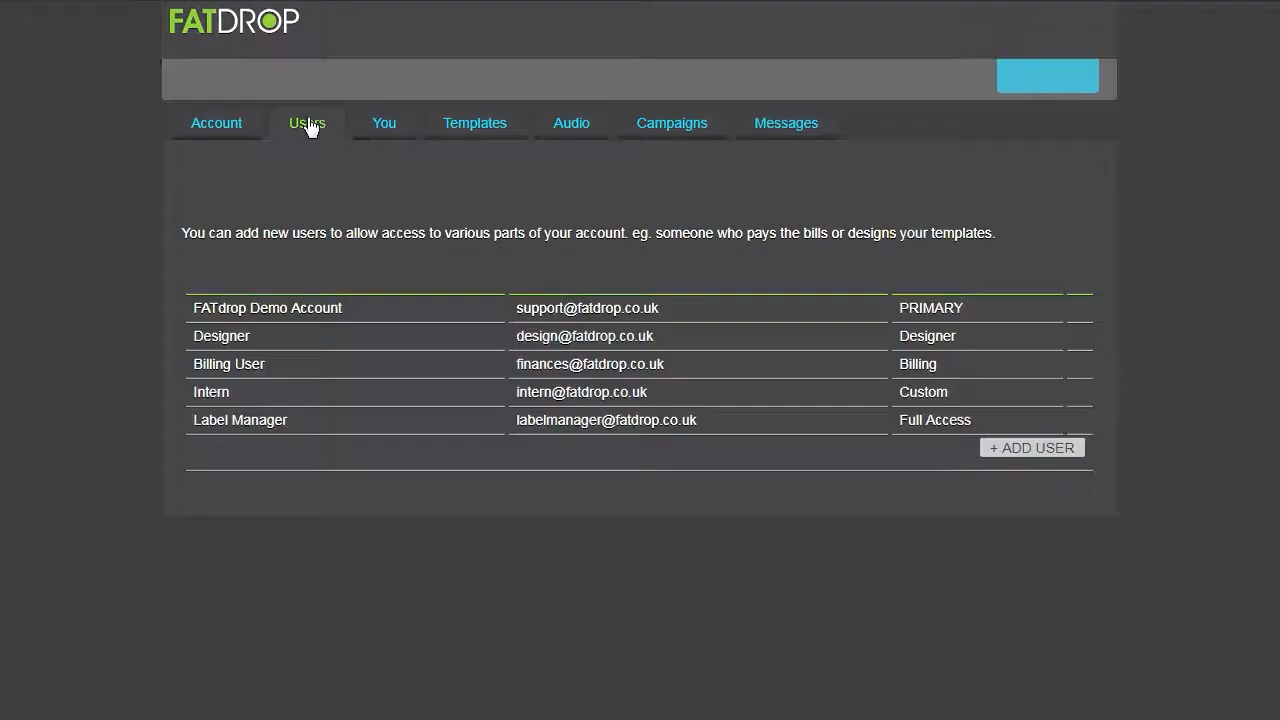 FATDROP
Account Users You Templates Audio Campaigns Messages
You can add new users to allow access to various parts of your account. eg. someone who pays the bills or designs your templates.
FATdrop Demo Account support@fatdrop.co.uk PRIMARY
Designer design@fatdrop.co.uk Designer
Billing User finances@fatdrop.co.uk Billing
Intern intern@fatdrop.co.uk Custom
Label Manager labelmanager@fatdrop.co.uk Full Access
+ ADD USER